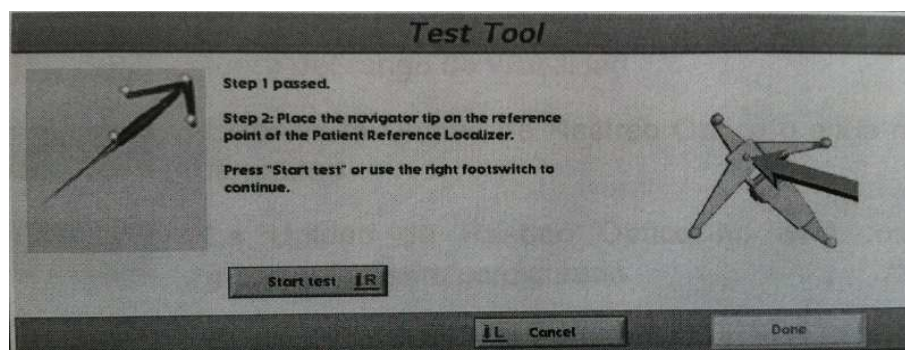 Test Tool
Step 1 passed.
Step 2: Place the navigator tip on the reference
point of the Patient Reference Localizer.
Press "Start test" or use the right footswitch to
continue.
Start test R
L Cancel
Done